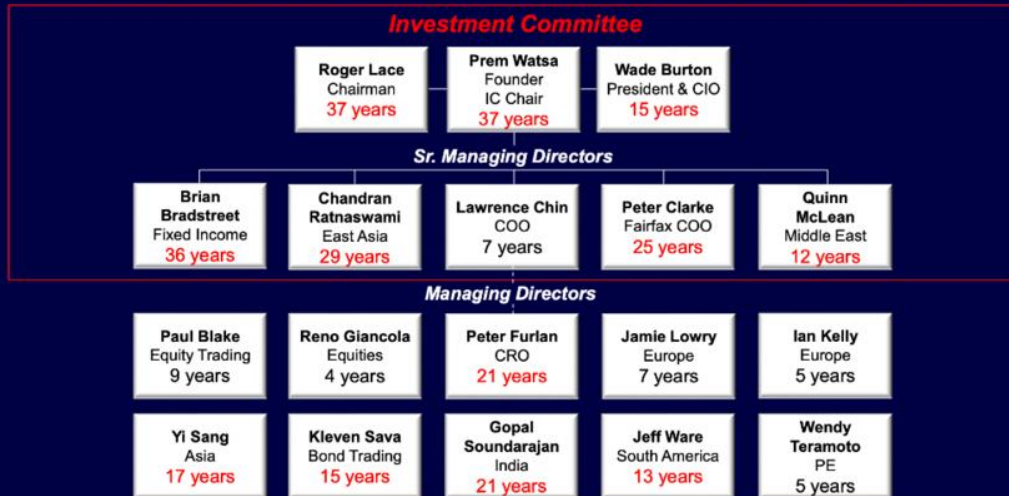 Investment Committee
Roger Lace
Chairman
37 years
Prem Watsa
Founder
IC Chair
37 years
Wade Burton
President & CIO
15 years
Sr. Managing Directors
Brian
Bradstreet
Fixed Income
36 years
Chandran
Ratnaswami
East Asia
29 years
Lawrence Chin
COO
7 years
Peter Clarke
Fairfax COO
25 years
Quinn
McLean
Middle East
12 years
Managing Directors
Paul Blake
Equity Trading
9 years
Reno Giancola
Equities
4 years
Peter Furlan
CRO
21 years
Jamie Lowry
Europe
7 years
Ian Kelly
Europe
5 years
Yi Sang
Asia
17 years
Kleven Sava
Bond Trading
15 years
Gopal
Soundarajan
India
21 years
Jeff Ware
South America
13 years
Wendy
Teramoto
PE
5 years